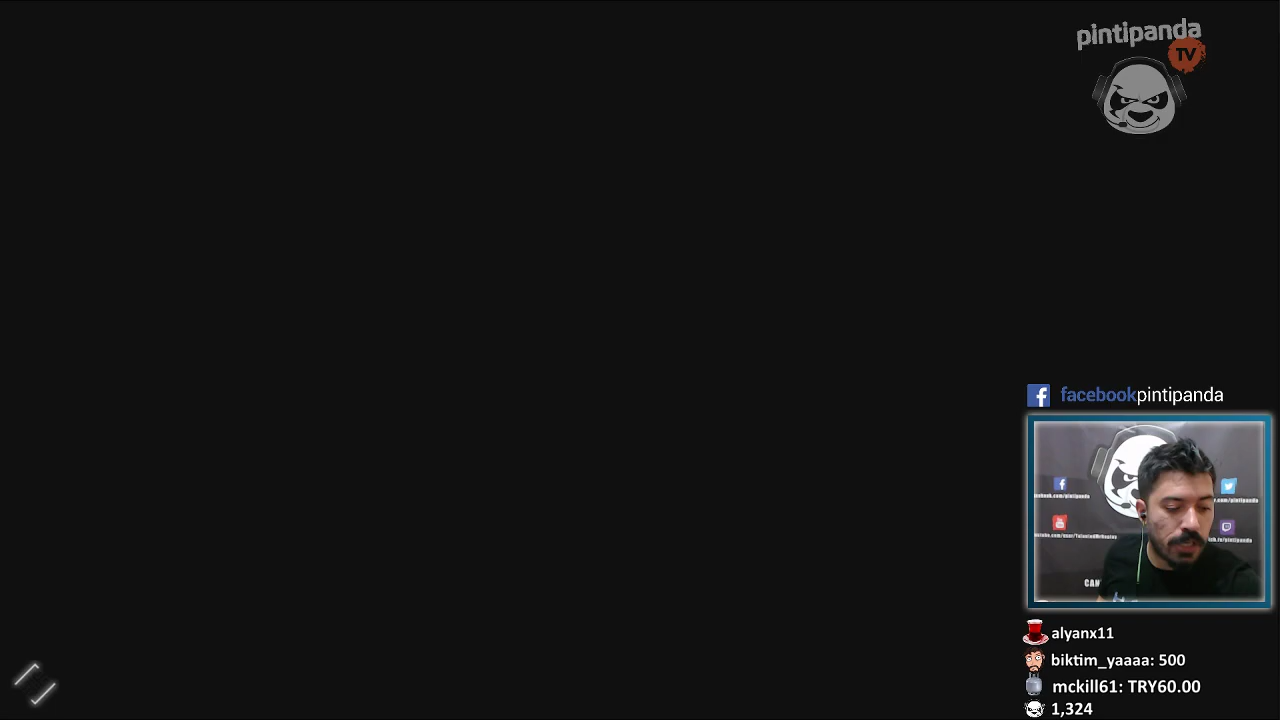 pintipanda
TV
facebookpintipanda
alyanx11
biktim_yaaaa: 500
mckill61: TRY60.00
1,324